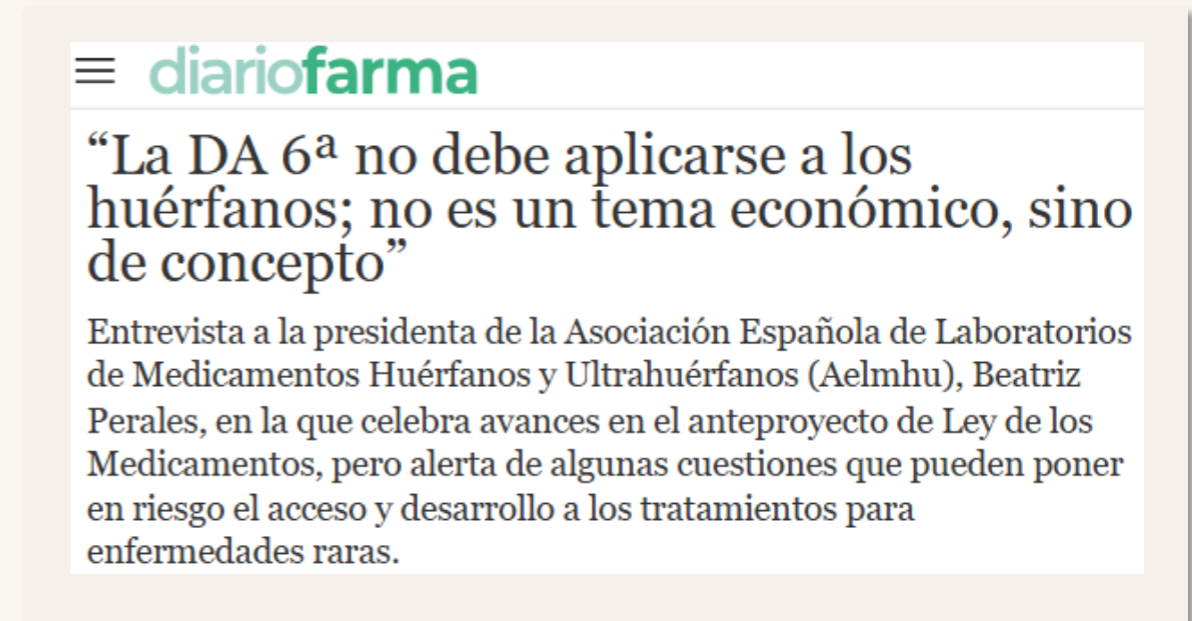 diariofarma
“La DA 6ª no debe aplicarse a los
huérfanos; no es un tema económico, sino
de concepto”
Entrevista a la presidenta de la Asociación Española de Laboratorios
de Medicamentos Huérfanos y Ultrahuérfanos (Aelmhu), Beatriz
Perales, en la que celebra avances en el anteproyecto de Ley de los
Medicamentos, pero alerta de algunas cuestiones que pueden poner
en riesgo el acceso y desarrollo a los tratamientos para
enfermedades raras.